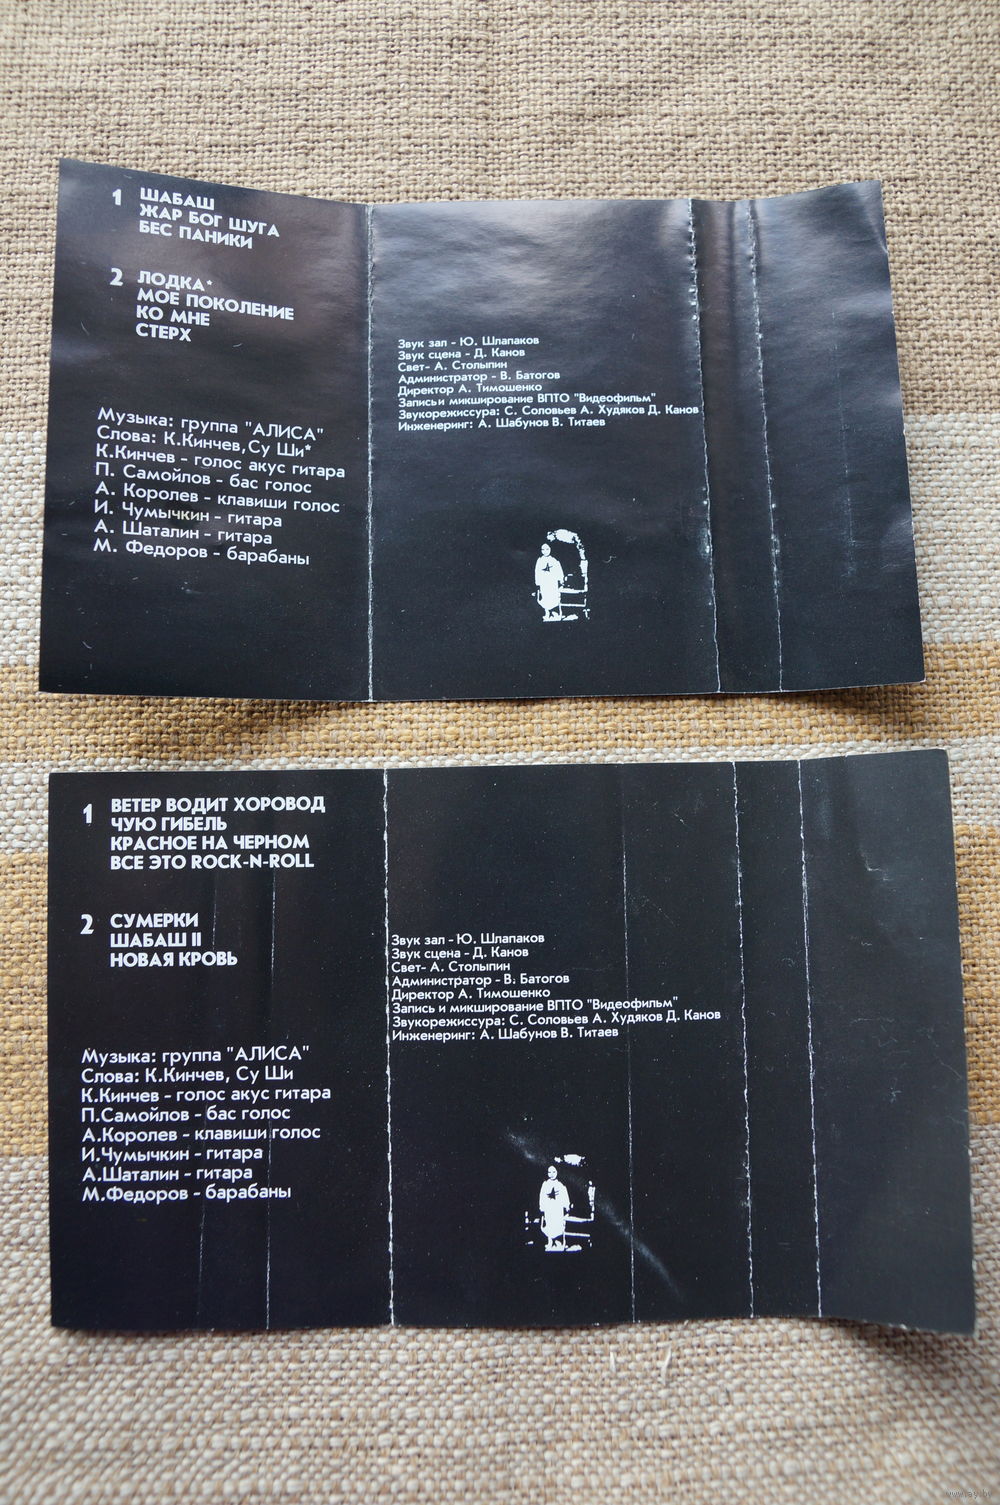 1 ШАБАШ
ЖАР БОГ ШУГА
БЕС ПАНИКИ
2 ЛОДКА*
МОЕ ПОКОЛЕНИЕ
КО МНЕ
СТЕРХ
Музыка: группа "АЛИСА"
Слова: К.Кинчев,Су Ши*
К.Кинчев - голос акус гитара
П. Самойлов - бас голос
А. Королев - клавиши голос
И. Чумычкин - гитара
А. Шаталин - гитара
М. Федоров - барабаны
Звук зал - Ю. Шлапаков
Звук сцена - Д. Канов
Свет- А. Столыпин
Администратор - В. Батогов
Директор А. Тимошенко
Запись и микширование ВПТО "Видеофильм"
Звукорежиссура: С. Соловьев А. Худяков Д. Канов
Инженеринг: А. Шабунов В. Титаев
1 ВЕТЕР ВОДИТ ХОРОВОД
ЧУЮ ГИБЕЛЬ
КРАСНОЕ НА ЧЕРНОМ
ВСЕ ЭТО ROCK-N-ROLL
2 СУМЕРКИ
ШАБАШ II
НОВАЯ КРОВЬ
Музыка: группа "АЛИСА"
Слова: К.Кинчев, Су Ши
К.Кинчев - голос акус гитара
П.Самойлов - бас голос
А.Королев - клавиши голос
И.Чумычкин - гитара
А.Шаталин - гитара
М.Федоров - барабаны
Звук зал - Ю. Шлапаков
Звук сцена - Д. Канов
Свет- А. Столыпин
Администратор - В. Батогов
Директор А. Тимошенко
Запись и микширование ВПТО "Видеофильм"
Звукорежиссура: С. Соловьев А. Худяков Д. Канов
Инженеринг: А. Шабунов В. Титаев